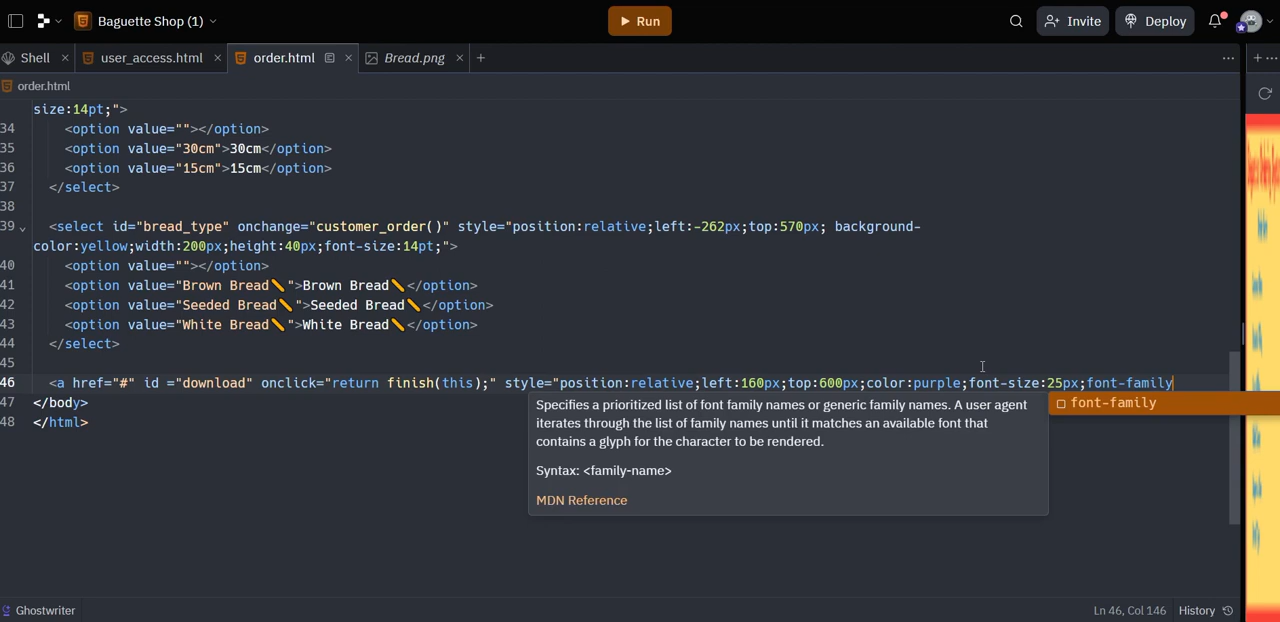 Baguette Shop (1)
Run
Invite
Deploy
Shell
user_access.html
order.html
Bread.png
order.html
size:14pt;">
34 <option value=""></option>
35 <option value="30cm">30cm</option>
36 <option value="15cm">15cm</option>
37 </select>
38
39 <select id="bread_type" onchange="customer_order()" style="position:relative;left:-262px;top:570px; background-
color:yellow;width:200px;height:40px;font-size:14pt;">
40 <option value=""></option>
41 <option value="Brown Bread🥖">Brown Bread🥖</option>
42 <option value="Seeded Bread🥖">Seeded Bread🥖</option>
43 <option value="White Bread🥖">White Bread🥖</option>
44 </select>
45
46 <a href="#" id ="download" onclick="return finish(this);" style="position:relative;left:160px;top:600px;color:purple;font-size:25px;font-family
47 </body>
48 </html>
Specifies a prioritized list of font family names or generic family names. A user agent
iterates through the list of family names until it matches an available font that
contains a glyph for the character to be rendered.
Syntax: <family-name>
MDN Reference
font-family
Ghostwriter
Ln 46, Col 146
History